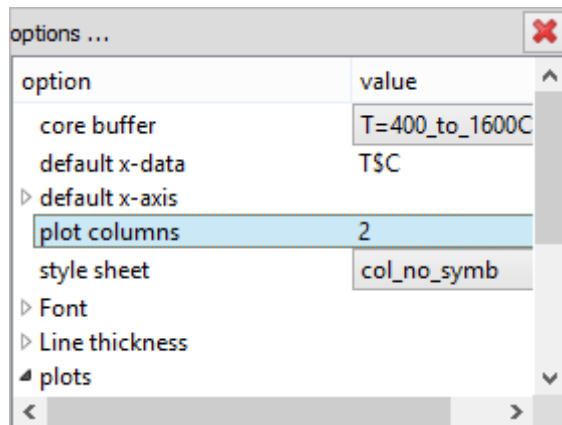 options ...
option value
core buffer T=400_to_1600C
default x-data T$C
default x-axis
plot columns 2
style sheet col_no_symb
Font
Line thickness
plots